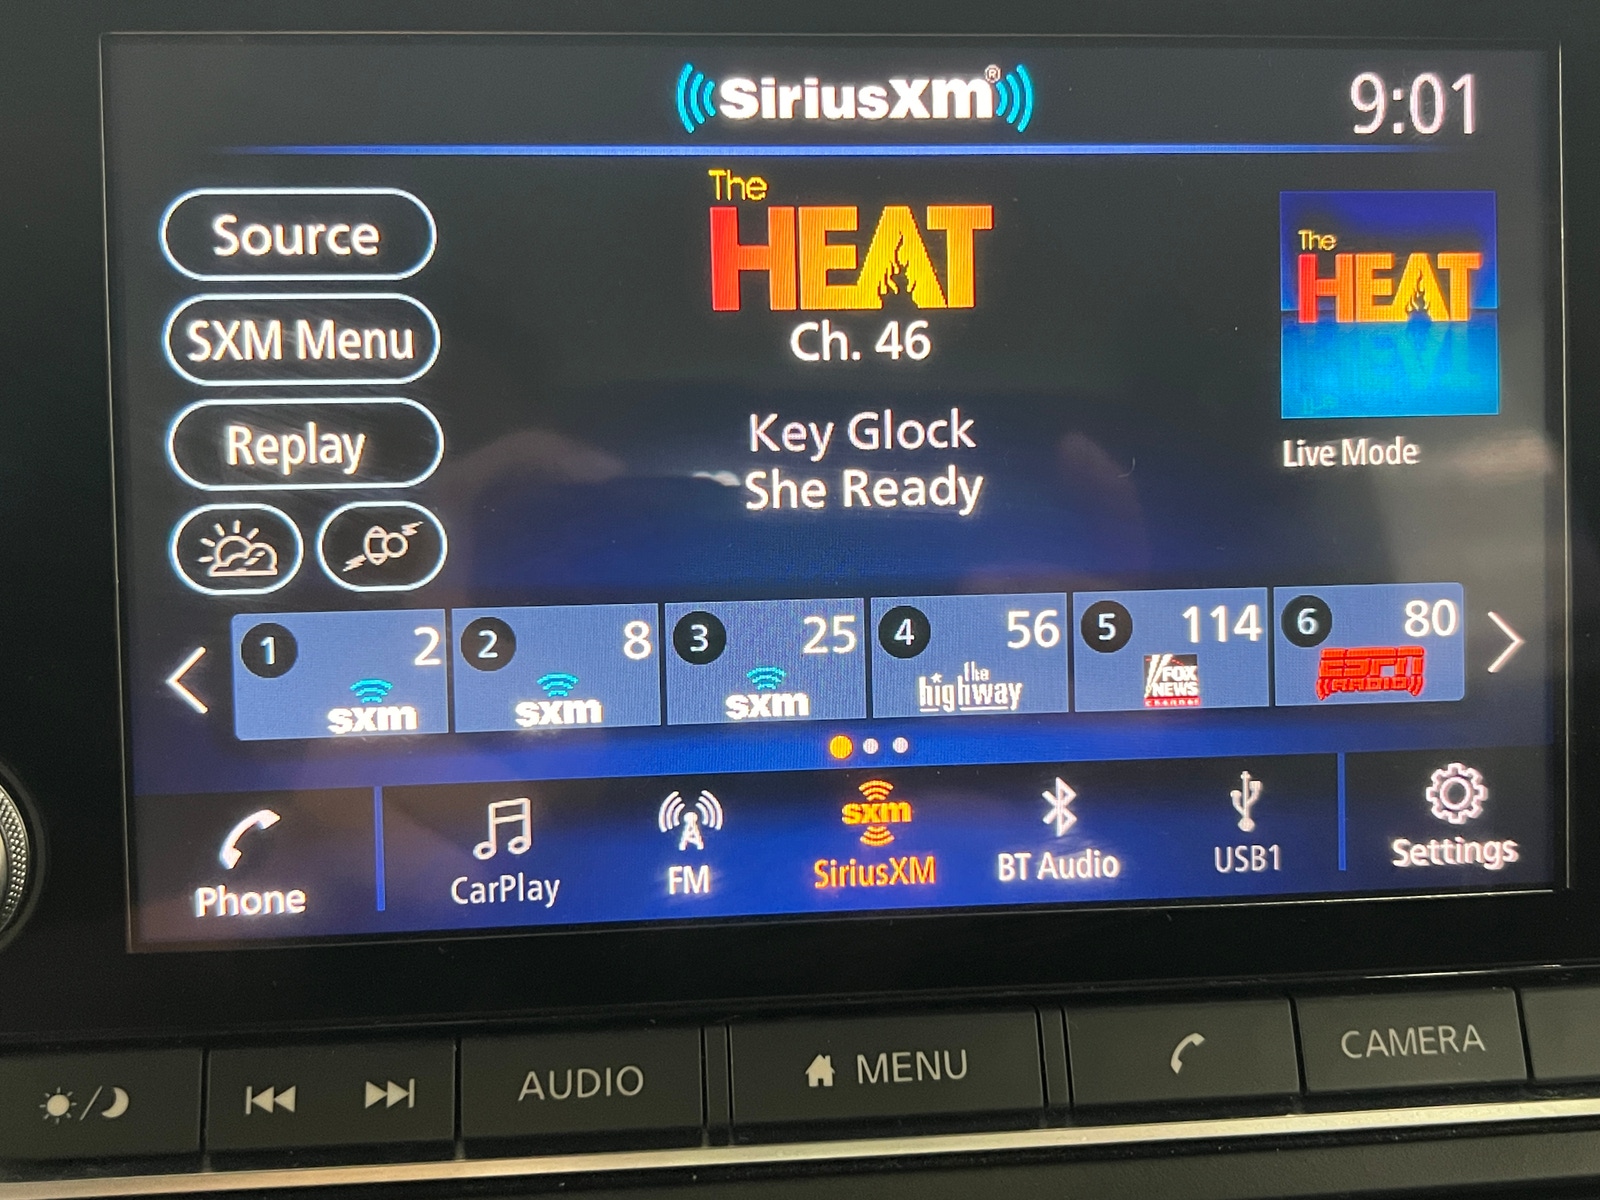 SiriusXM®
9:01
Source
SXM Menu
Replay
The
HEAT
Ch. 46
Key Glock
She Ready
The
HEAT
Live Mode
1 2
sxm
2 8
sxm
3 25
sxm
4 56
the
highway
5 114
FOX
NEWS
channel
6 80
ESPN
RADIO
Phone
CarPlay
FM
sxm
SiriusXM
BT Audio
USB1
Settings
AUDIO
MENU
CAMERA